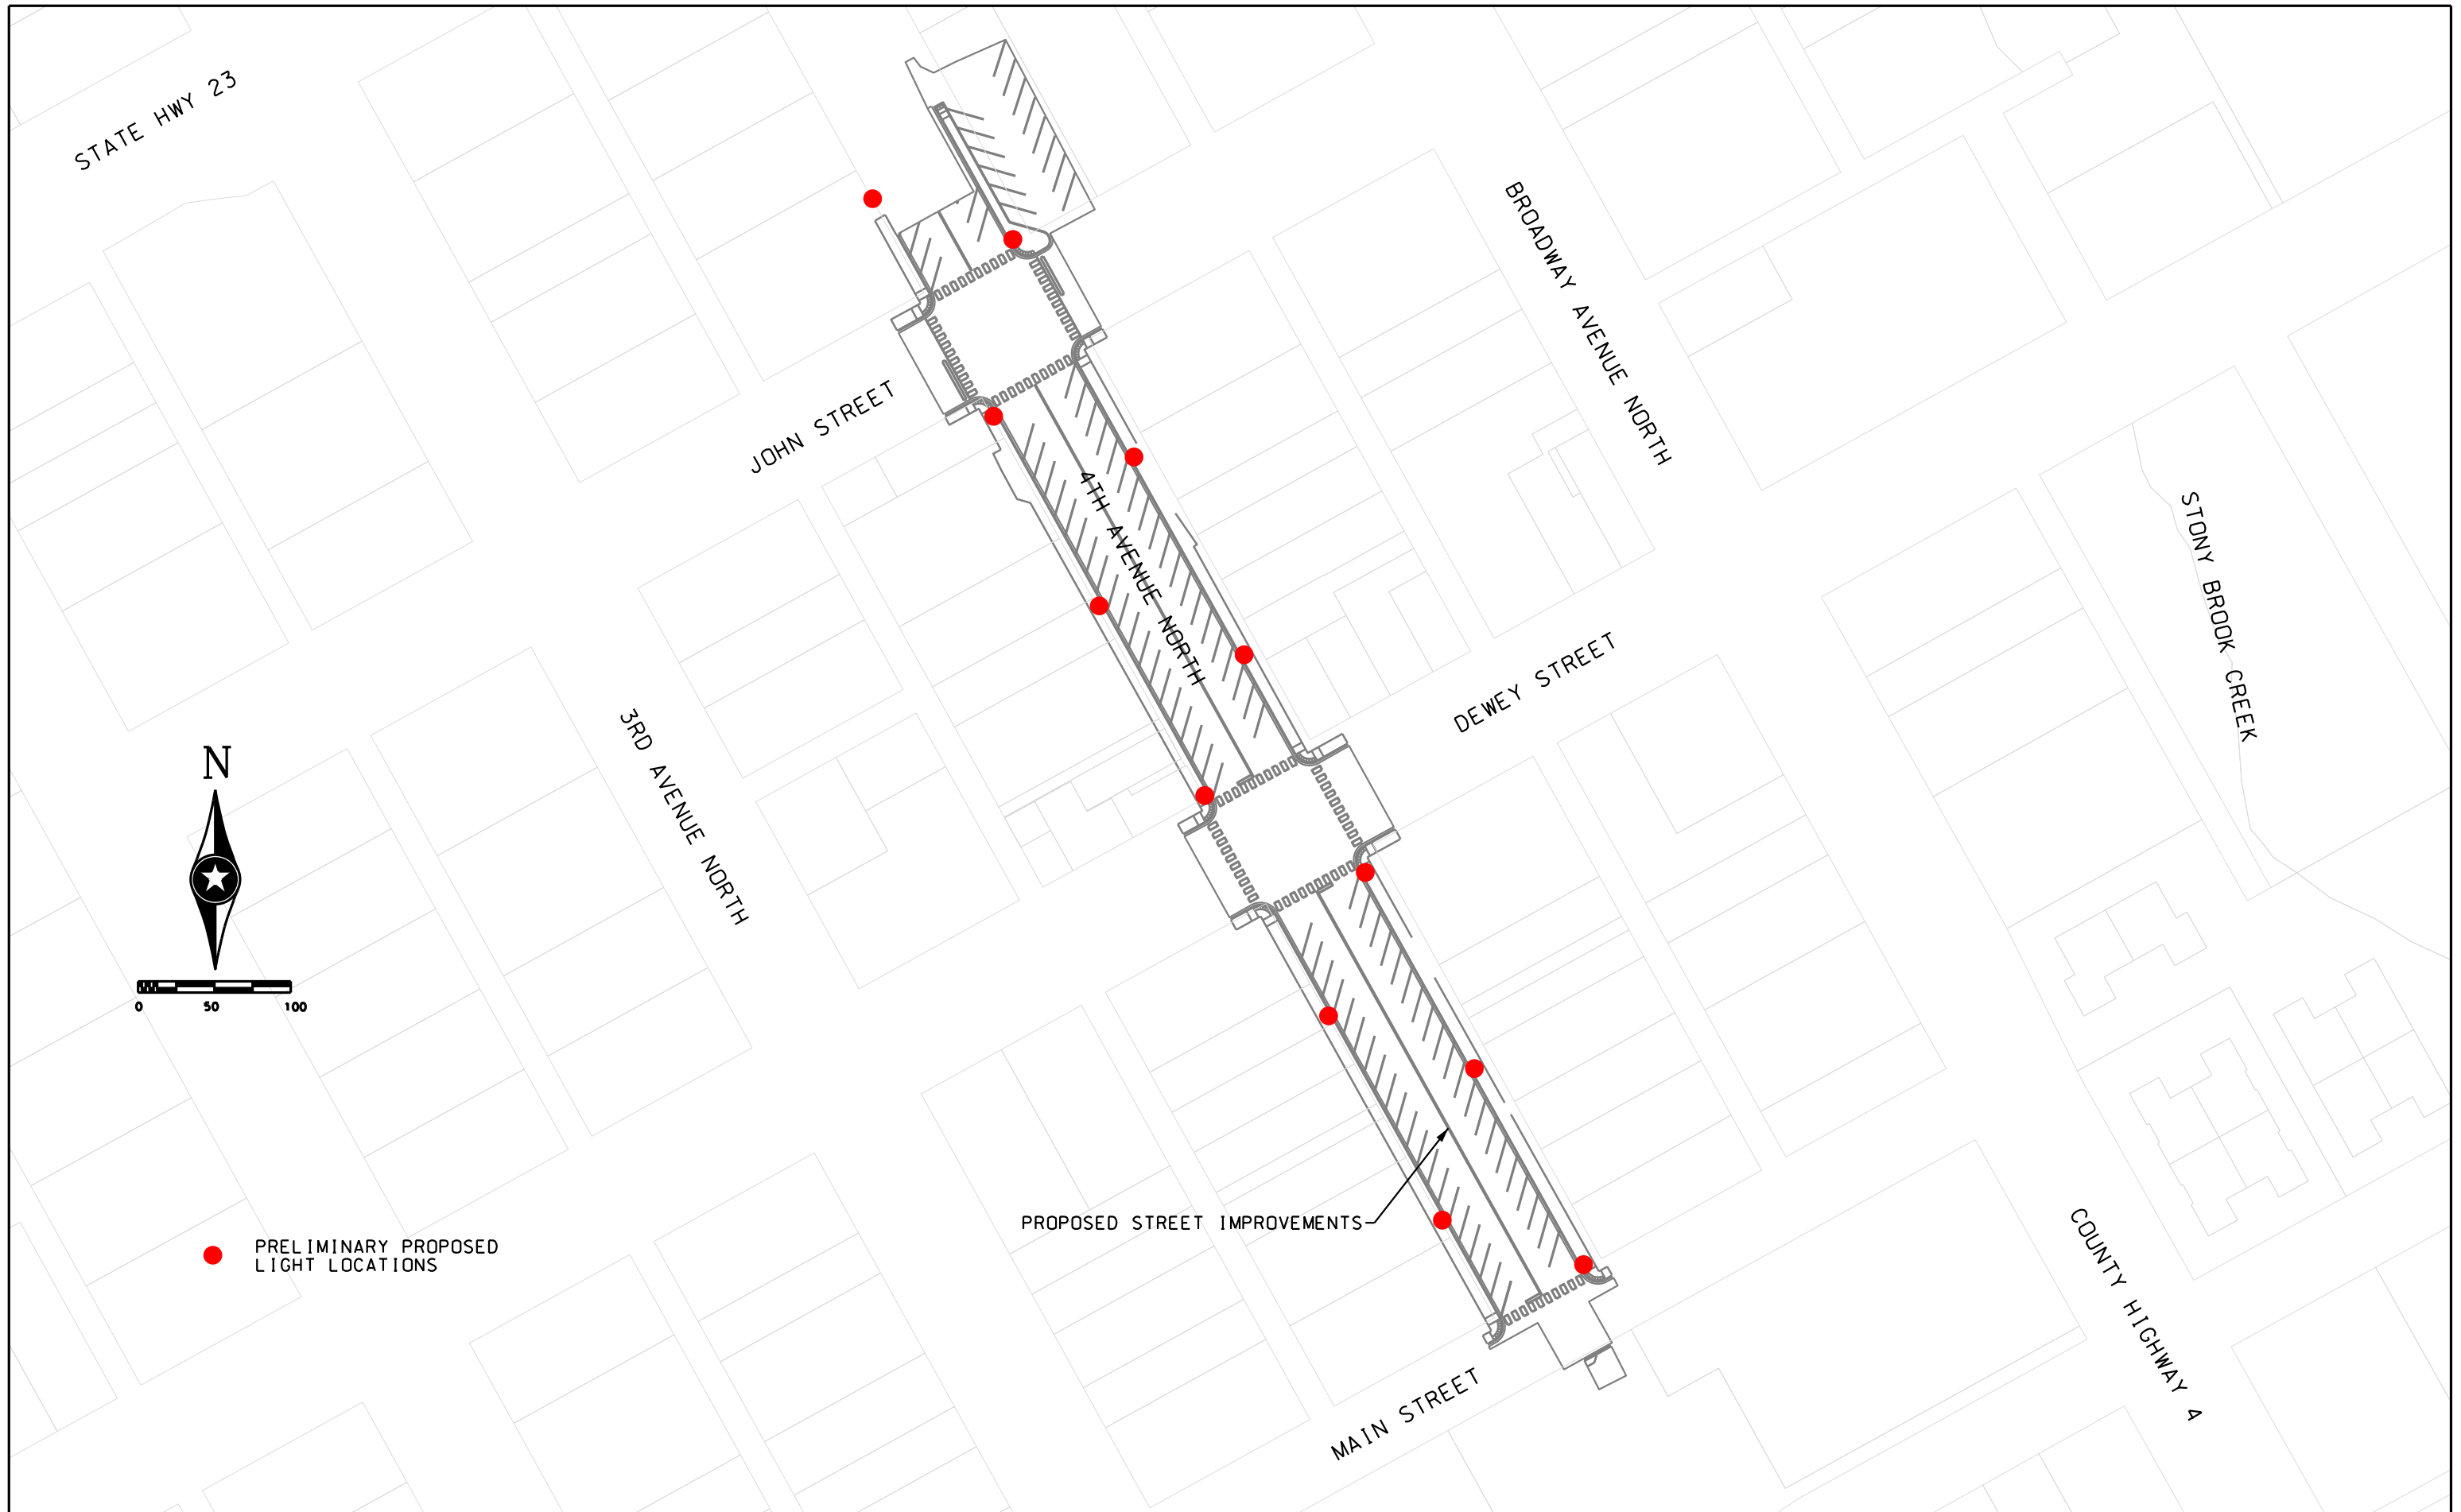 STATE HWY 23
BROADWAY AVENUE NORTH
JOHN STREET
4TH AVENUE NORTH
STONY BROOK CREEK
DEWEY STREET
3RD AVENUE NORTH
N
0 50 100
PROPOSED STREET IMPROVEMENTS
PRELIMINARY PROPOSED
LIGHT LOCATIONS
COUNTY HIGHWAY 4
MAIN STREET